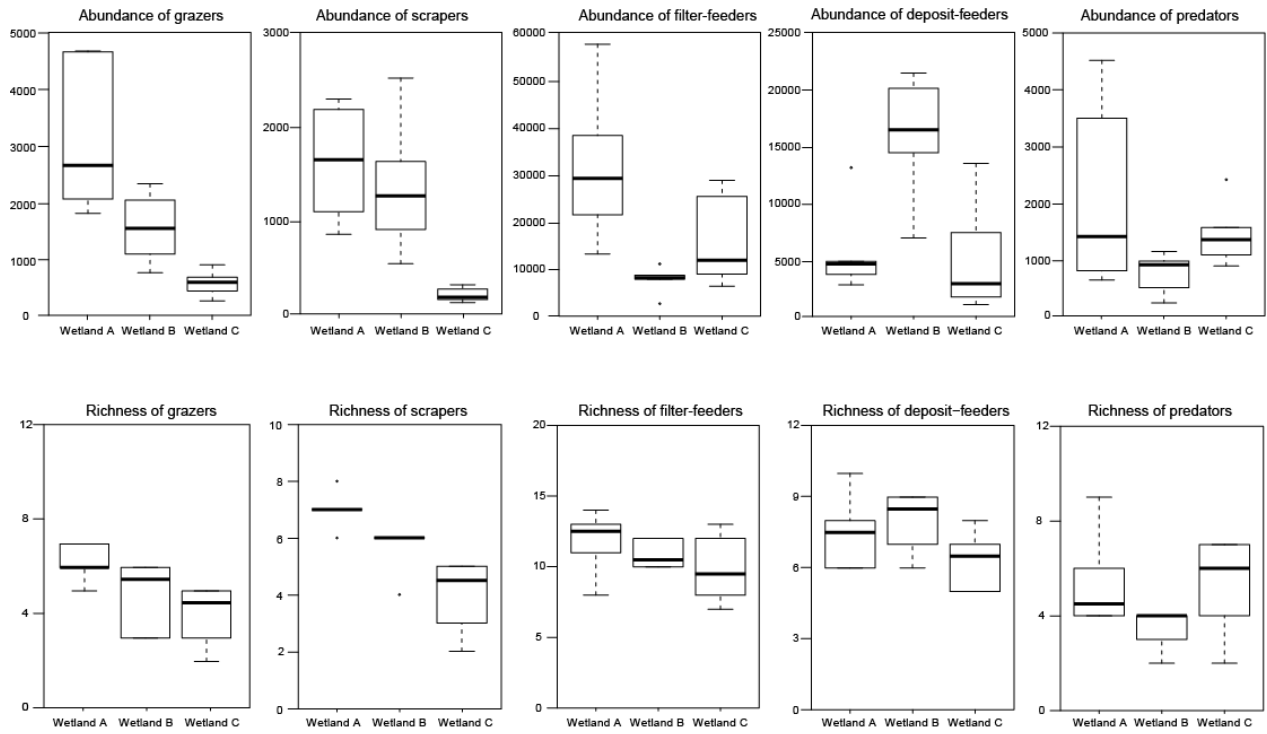 Abundance of grazers
5000
4000
3000
2000
1000
0
Wetland A Wetland B Wetland C
Abundance of scrapers
3000
2000
1000
0
Wetland A Wetland B Wetland C
Abundance of filter-feeders
60000
50000
40000
30000
20000
10000
0
Wetland A Wetland B Wetland C
Abundance of deposit-feeders
25000
20000
15000
10000
5000
0
Wetland A Wetland B Wetland C
Abundance of predators
5000
4000
3000
2000
1000
0
Wetland A Wetland B Wetland C
Richness of grazers
12
8
4
0
Wetland A Wetland B Wetland C
Richness of scrapers
10
8
6
4
2
0
Wetland A Wetland B Wetland C
Richness of filter-feeders
20
15
10
5
0
Wetland A Wetland B Wetland C
Richness of deposit-feeders
12
9
6
3
0
Wetland A Wetland B Wetland C
Richness of predators
12
8
4
0
Wetland A Wetland B Wetland C